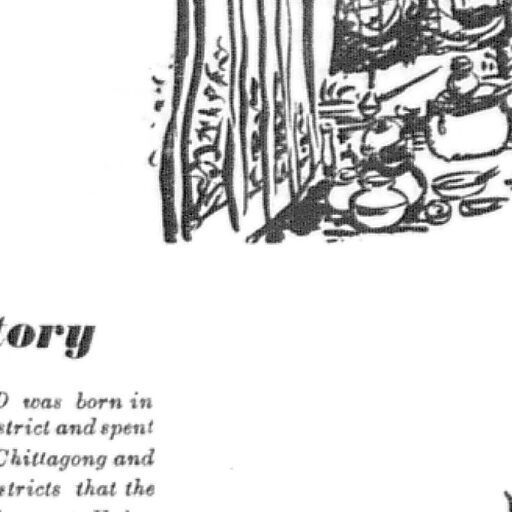 tory
was born in
strict and spent
Chittagong and
stricts that the